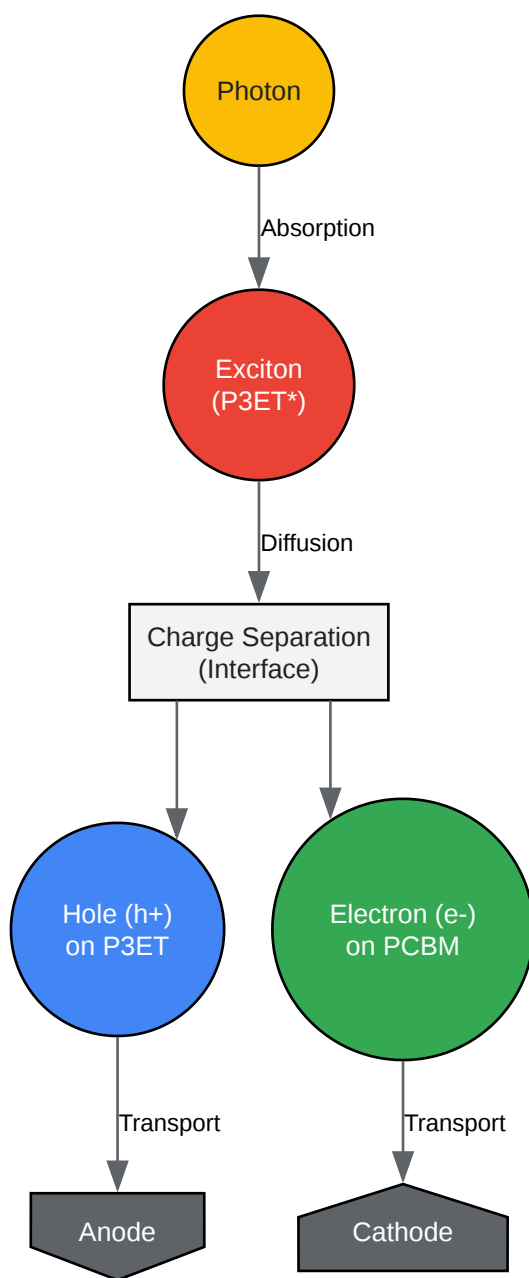 Photon
Absorption
Exciton
(P3ET*)
Diffusion
Charge Separation
(Interface)
Hole (h+)
on P3ET
Electron (e-)
on PCBM
Transport
Transport
Anode
Cathode